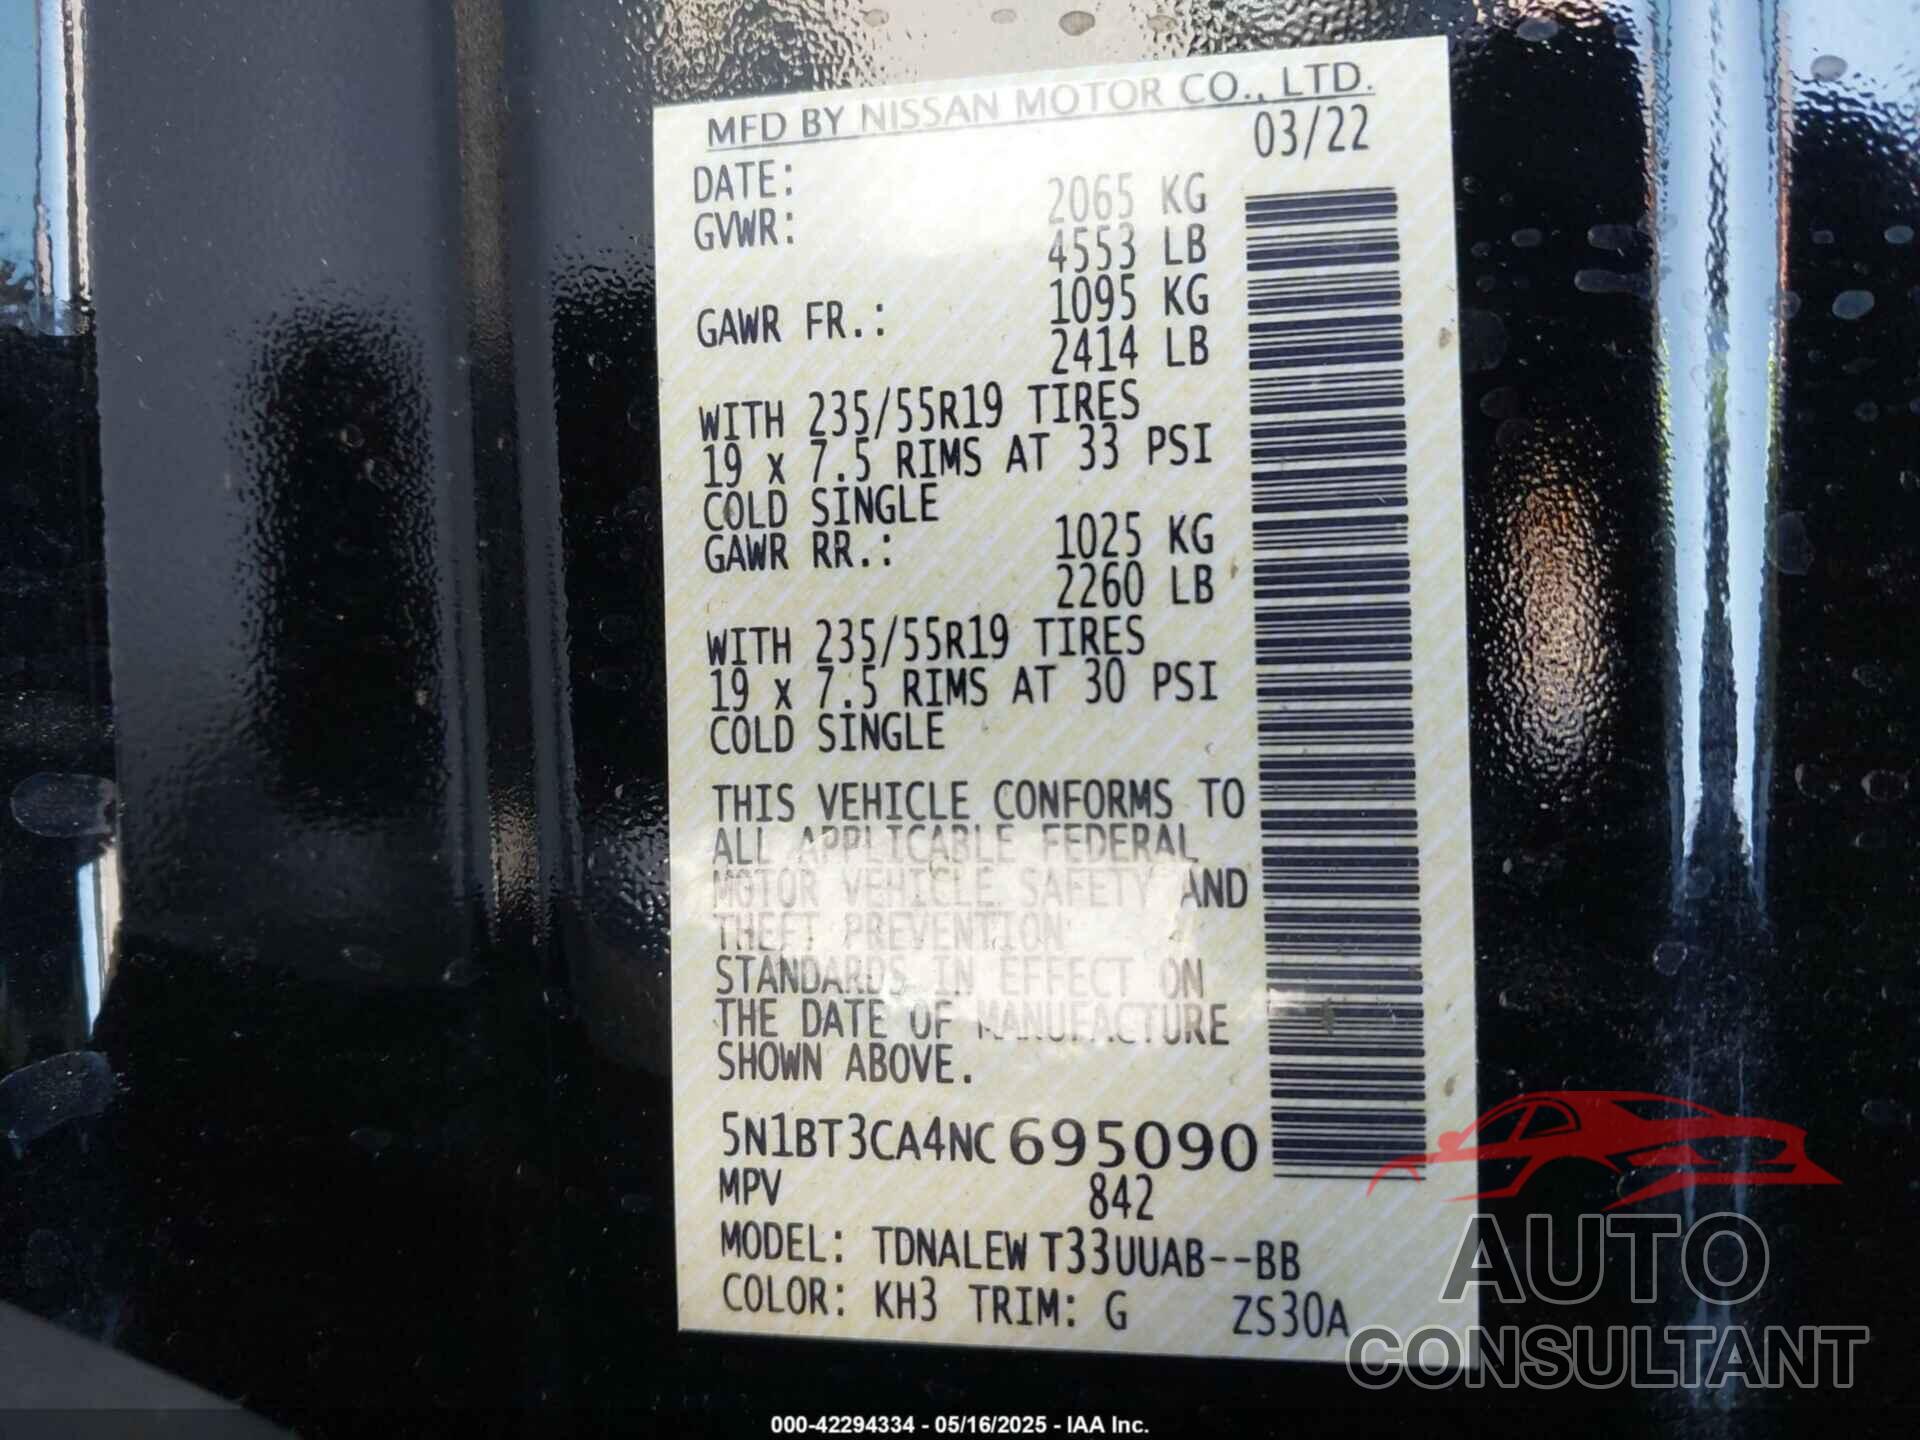 MFD BY NISSAN MOTOR CO., LTD.
DATE: 03/22
GVWR: 2065 KG
4553 LB
GAWR FR.: 1095 KG
2414 LB
WITH 235/55R19 TIRES
19 x 7.5 RIMS AT 33 PSI
COLD SINGLE
GAWR RR.: 1025 KG
2260 LB
WITH 235/55R19 TIRES
19 x 7.5 RIMS AT 30 PSI
COLD SINGLE
THIS VEHICLE CONFORMS TO
ALL APPLICABLE FEDERAL
MOTOR VEHICLE SAFETY AND
THEFT PREVENTION
STANDARDS IN EFFECT ON
THE DATE OF MANUFACTURE
SHOWN ABOVE.
5N1BT3CA4NC695090
MPV 842
MODEL: TDNALEW T33UUAB--BB
COLOR: KH3 TRIM: G ZS30A
AUTO
CONSULTANT
000-42294334 - 05/16/2025 - IAA Inc.